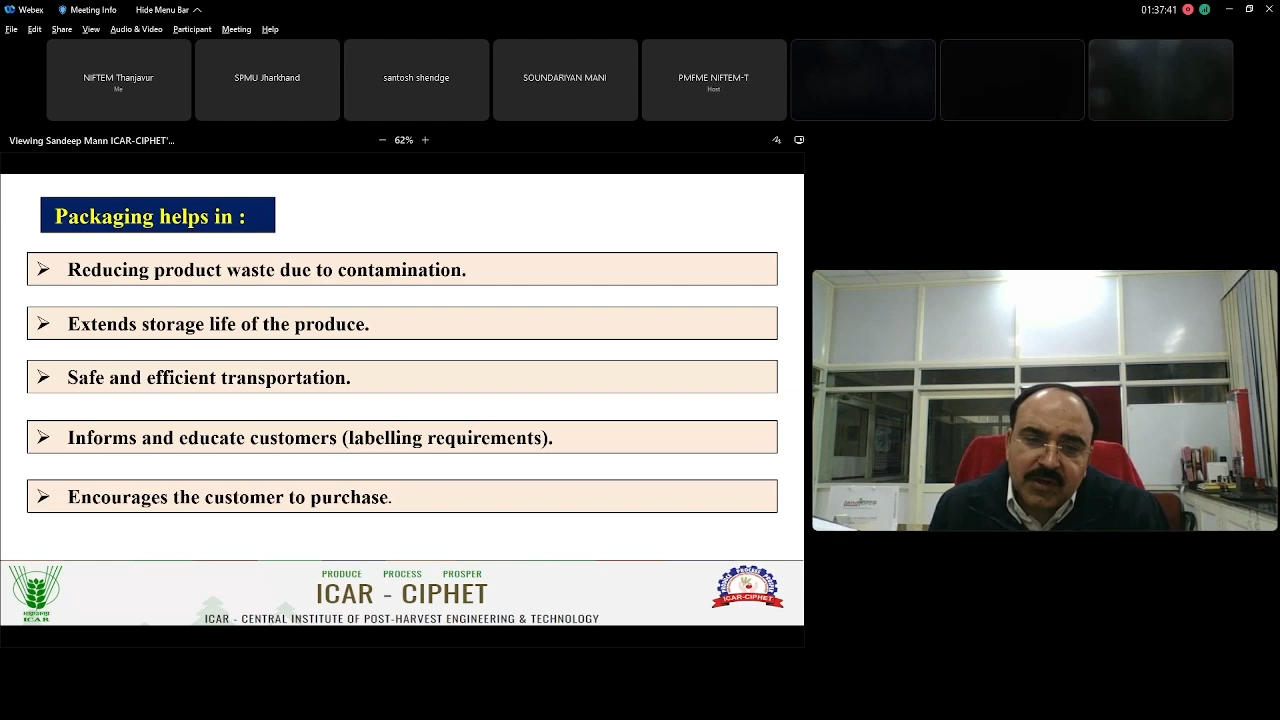 Webex
Meeting Info
Hide Menu Bar
01:37:41
File Edit Share View Audio & Video Participant Meeting Help
NIFTEM Thanjavur
Me
SPMU Jharkhand
santosh shendge
SOUNDARIYAN MANI
PMFME NIFTEM-T
Host
Viewing Sandeep Mann ICAR-CIPHET'...
− 62% +
Packaging helps in :
Reducing product waste due to contamination.
Extends storage life of the produce.
Safe and efficient transportation.
Informs and educate customers (labelling requirements).
Encourages the customer to purchase.
PRODUCE PROCESS PROSPER
ICAR - CIPHET
ICAR - CENTRAL INSTITUTE OF POST-HARVEST ENGINEERING & TECHNOLOGY
भाकृअनुप
ICAR
PRODUCE PROCESS PROSPER
ICAR-CIPHET